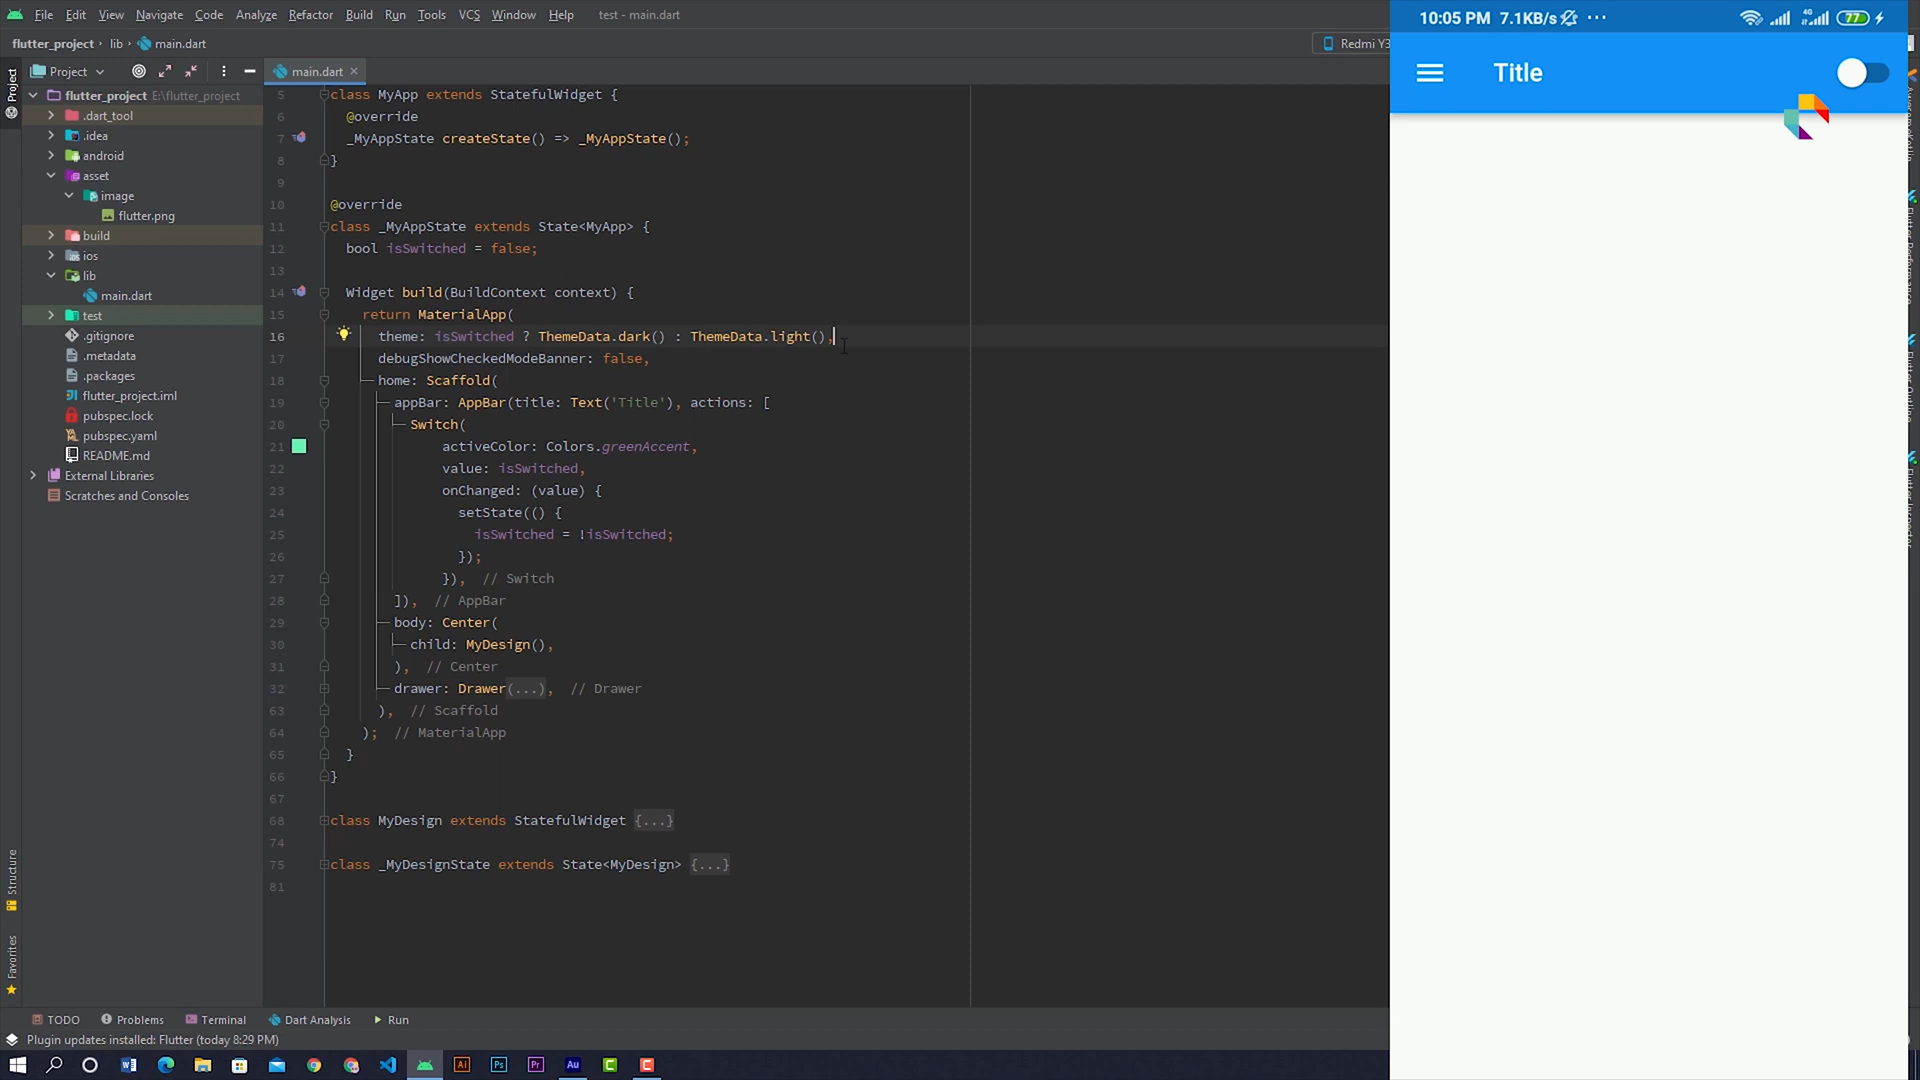 File Edit View Navigate Code Analyze Refactor Build Run Tools VCS Window Help test - main.dart
flutter_project lib main.dart Redmi Y3
Project
Project main.dart
flutter_project E:\flutter_project
.dart_tool
.idea
android
asset
image
flutter.png
build
ios
lib
main.dart
test
.gitignore
.metadata
.packages
flutter_project.iml
pubspec.lock
pubspec.yaml
README.md
External Libraries
Scratches and Consoles
Structure
Favorites
5 class MyApp extends StatefulWidget {
6 @override
7 _MyAppState createState() => _MyAppState();
8 }
9
10 @override
11 class _MyAppState extends State<MyApp> {
12 bool isSwitched = false;
13
14 Widget build(BuildContext context) {
15 return MaterialApp(
16 theme: isSwitched ? ThemeData.dark() : ThemeData.light(),
17 debugShowCheckedModeBanner: false,
18 home: Scaffold(
19 appBar: AppBar(title: Text('Title'), actions: [
20 Switch(
21 activeColor: Colors.greenAccent,
22 value: isSwitched,
23 onChanged: (value) {
24 setState(() {
25 isSwitched = !isSwitched;
26 });
27 }), // Switch
28 ]), // AppBar
29 body: Center(
30 child: MyDesign(),
31 ), // Center
32 drawer: Drawer(...), // Drawer
63 ), // Scaffold
64 ); // MaterialApp
65 }
66 }
67
68 class MyDesign extends StatefulWidget {...}
74
75 class _MyDesignState extends State<MyDesign> {...}
81
10:05 PM 7.1KB/s ... 4G 77
Title
TODO Problems Terminal Dart Analysis Run
Plugin updates installed: Flutter (today 8:29 PM)
W Ai Ps Pr Au C C